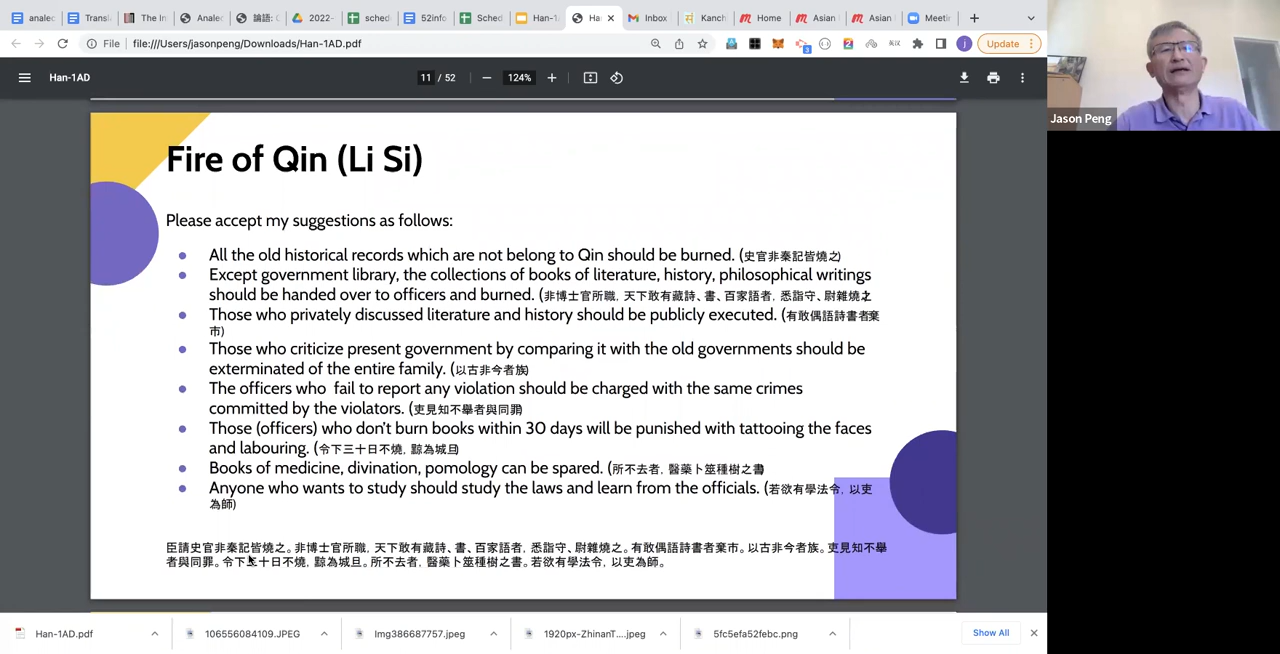 analec
Transl
The In
Analec
論語:
2022-
sched
52info
Sched
Han-1
Ha
Inbox
Kanch
Home
Asian
Asian
Meetin
File
file:///Users/jasonpeng/Downloads/Han-1AD.pdf
Update
Han-1AD
11 / 52
124%
Jason Peng
Fire of Qin (Li Si)
Please accept my suggestions as follows:
All the old historical records which are not belong to Qin should be burned. (史官非秦記皆燒之)
Except government library, the collections of books of literature, history, philosophical writings
should be handed over to officers and burned. (非博士官所職, 天下敢有藏詩、書、百家語者, 悉詣守、尉雜燒之
Those who privately discussed literature and history should be publicly executed. (有敢偶語詩書者棄
市)
Those who criticize present government by comparing it with the old governments should be
exterminated of the entire family. (以古非今者族)
The officers who fail to report any violation should be charged with the same crimes
committed by the violators. (吏見知不舉者與同罪)
Those (officers) who don't burn books within 30 days will be punished with tattooing the faces
and labouring. (令下三十日不燒, 黥為城旦)
Books of medicine, divination, pomology can be spared. (所不去者, 醫藥卜筮種樹之書)
Anyone who wants to study should study the laws and learn from the officials. (若欲有學法令, 以吏
為師)
臣請史官非秦記皆燒之。非博士官所職, 天下敢有藏詩、書、百家語者, 悉詣守、尉雜燒之。有敢偶語詩書者棄市。以古非今者族。吏見知不舉
者與同罪。令下三十日不燒, 黥為城旦。所不去者, 醫藥卜筮種樹之書。若欲有學法令, 以吏為師。
Han-1AD.pdf
106556084109.JPEG
Img386687757.jpeg
1920px-ZhinanT....jpeg
5fc5efa52febc.png
Show All